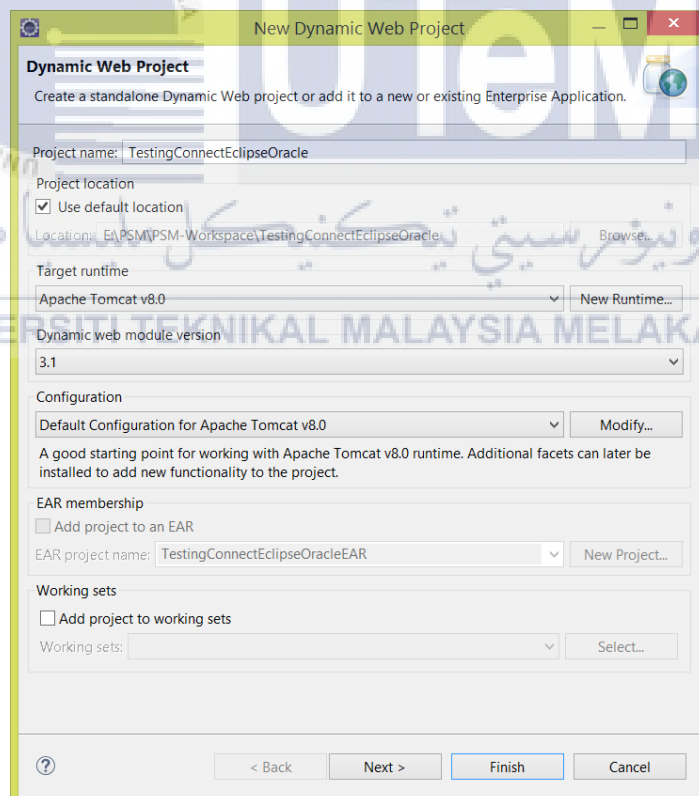 New Dynamic Web Project
Dynamic Web Project
Create a standalone Dynamic Web project or add it to a new or existing Enterprise Application.
UTeM
Project name: TestingConnectEclipseOracle
Project location
Use default location
Location: E:\PSM\PSM-Workspace\TestingConnectEclipseOracle Browse...
سيتي تيكنيكل مليسيا
Target runtime
Apache Tomcat v8.0 New Runtime...
ERSITI TEKNIKAL MALAYSIA MELAKA
Dynamic web module version
3.1
Configuration
Default Configuration for Apache Tomcat v8.0 Modify...
A good starting point for working with Apache Tomcat v8.0 runtime. Additional facets can later be
installed to add new functionality to the project.
EAR membership
Add project to an EAR
EAR project name: TestingConnectEclipseOracleEAR New Project...
Working sets
Add project to working sets
Working sets: Select...
< Back Next > Finish Cancel